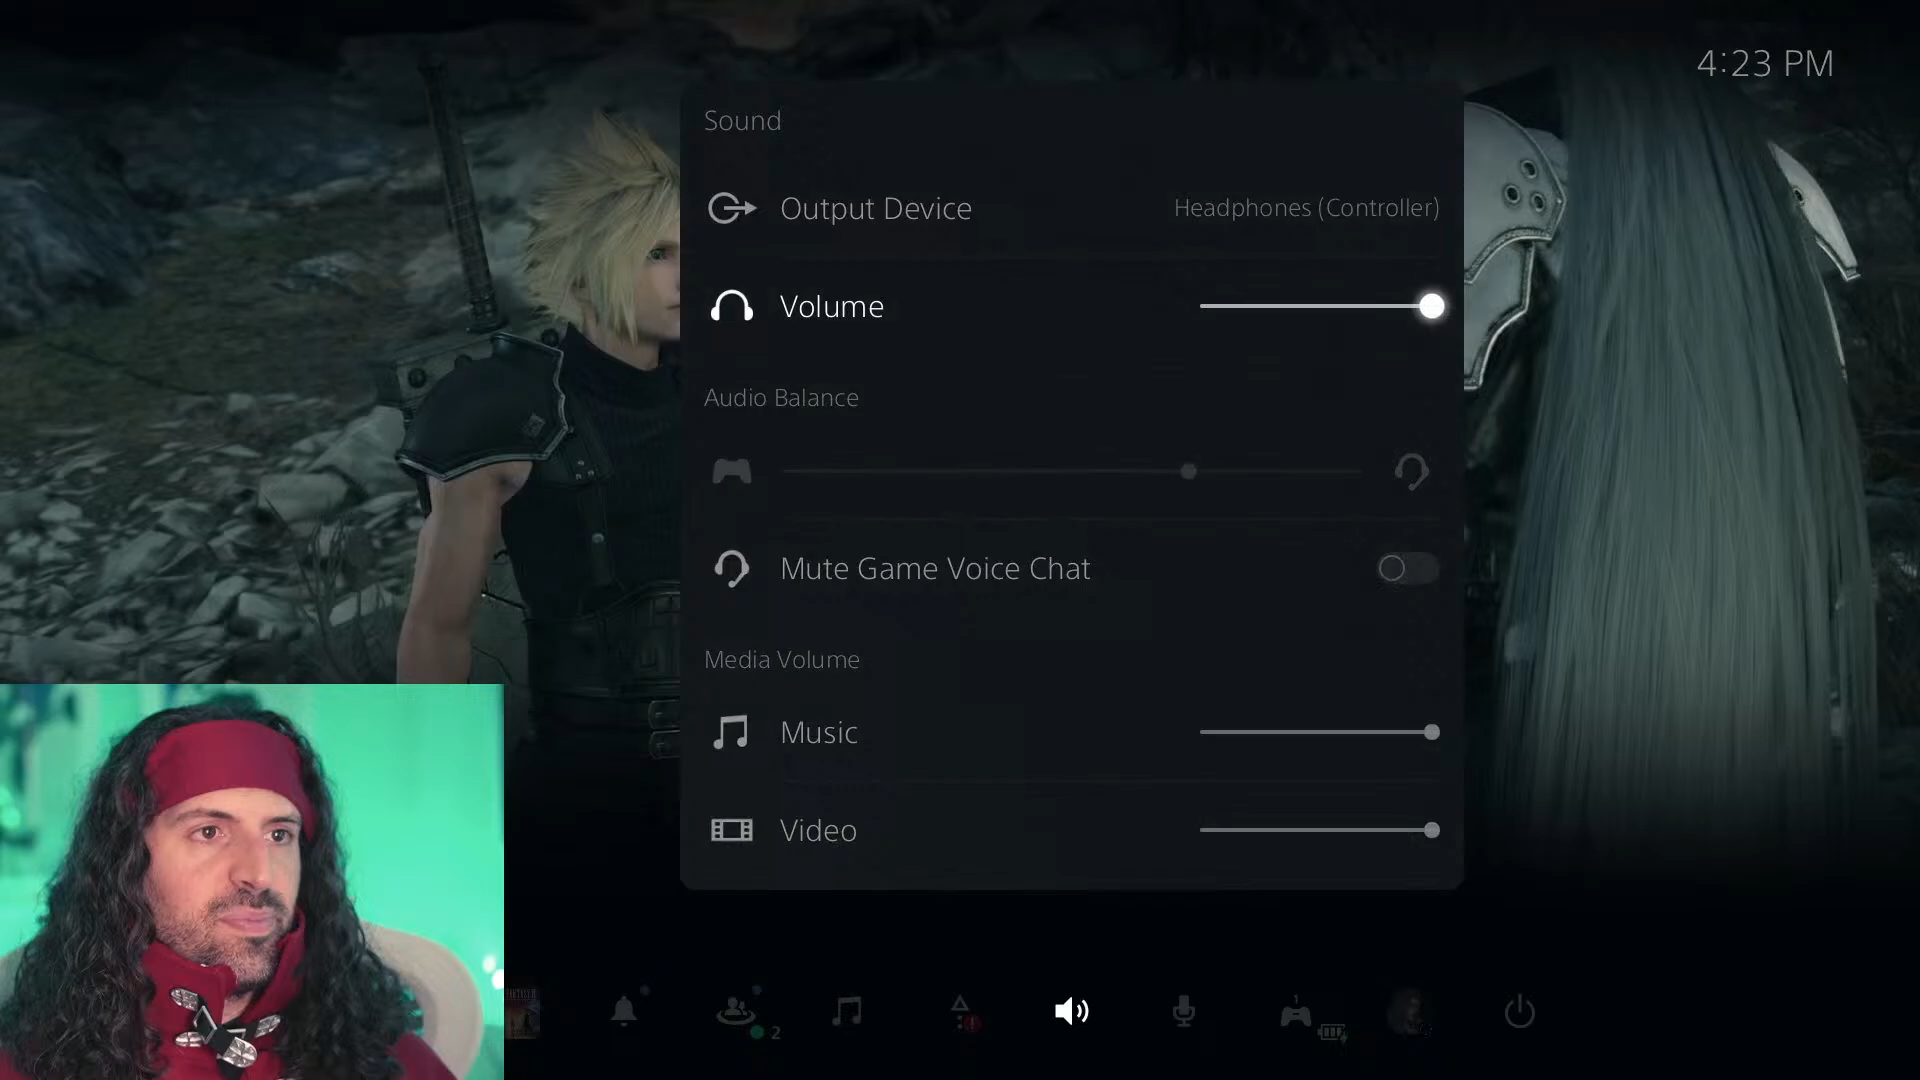 4:23 PM
Sound
Output Device
Headphones (Controller)
Volume
Audio Balance
Mute Game Voice Chat
Media Volume
Music
Video
2